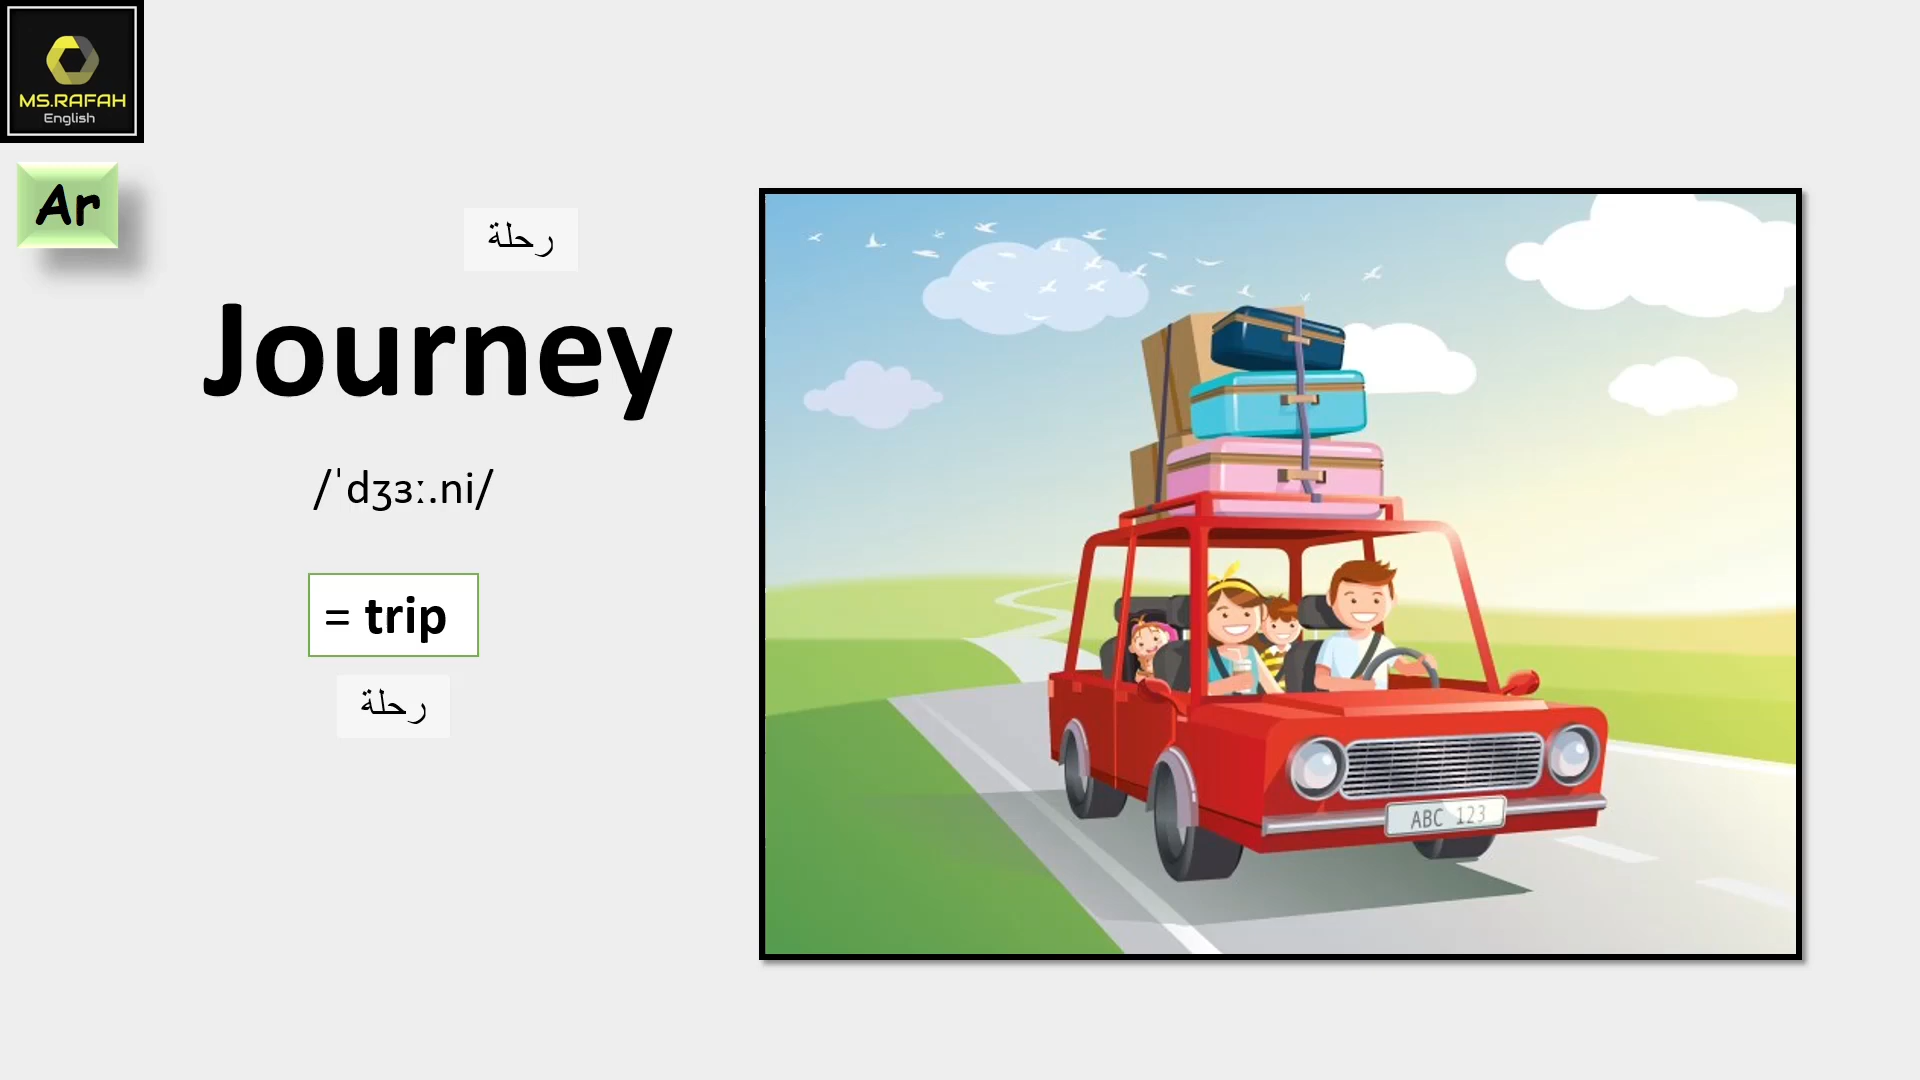 MS.RAFAH
English
Ar
رحلة
Journey
/ˈdʒɜː.ni/
= trip
رحلة
ABC 123